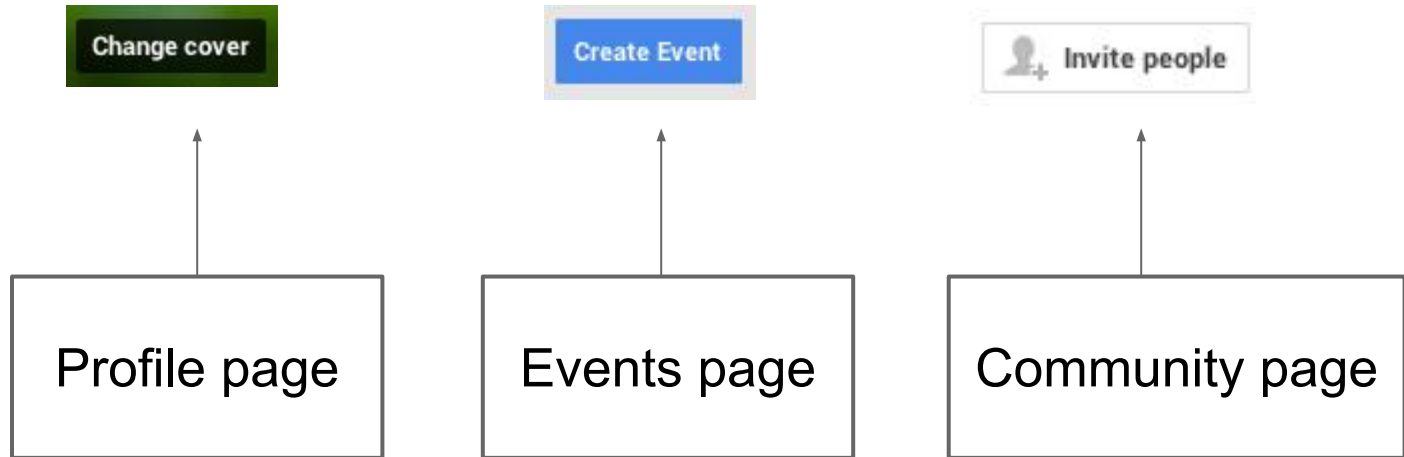 Change cover
Create Event
Invite people
Profile page
Events page
Community page